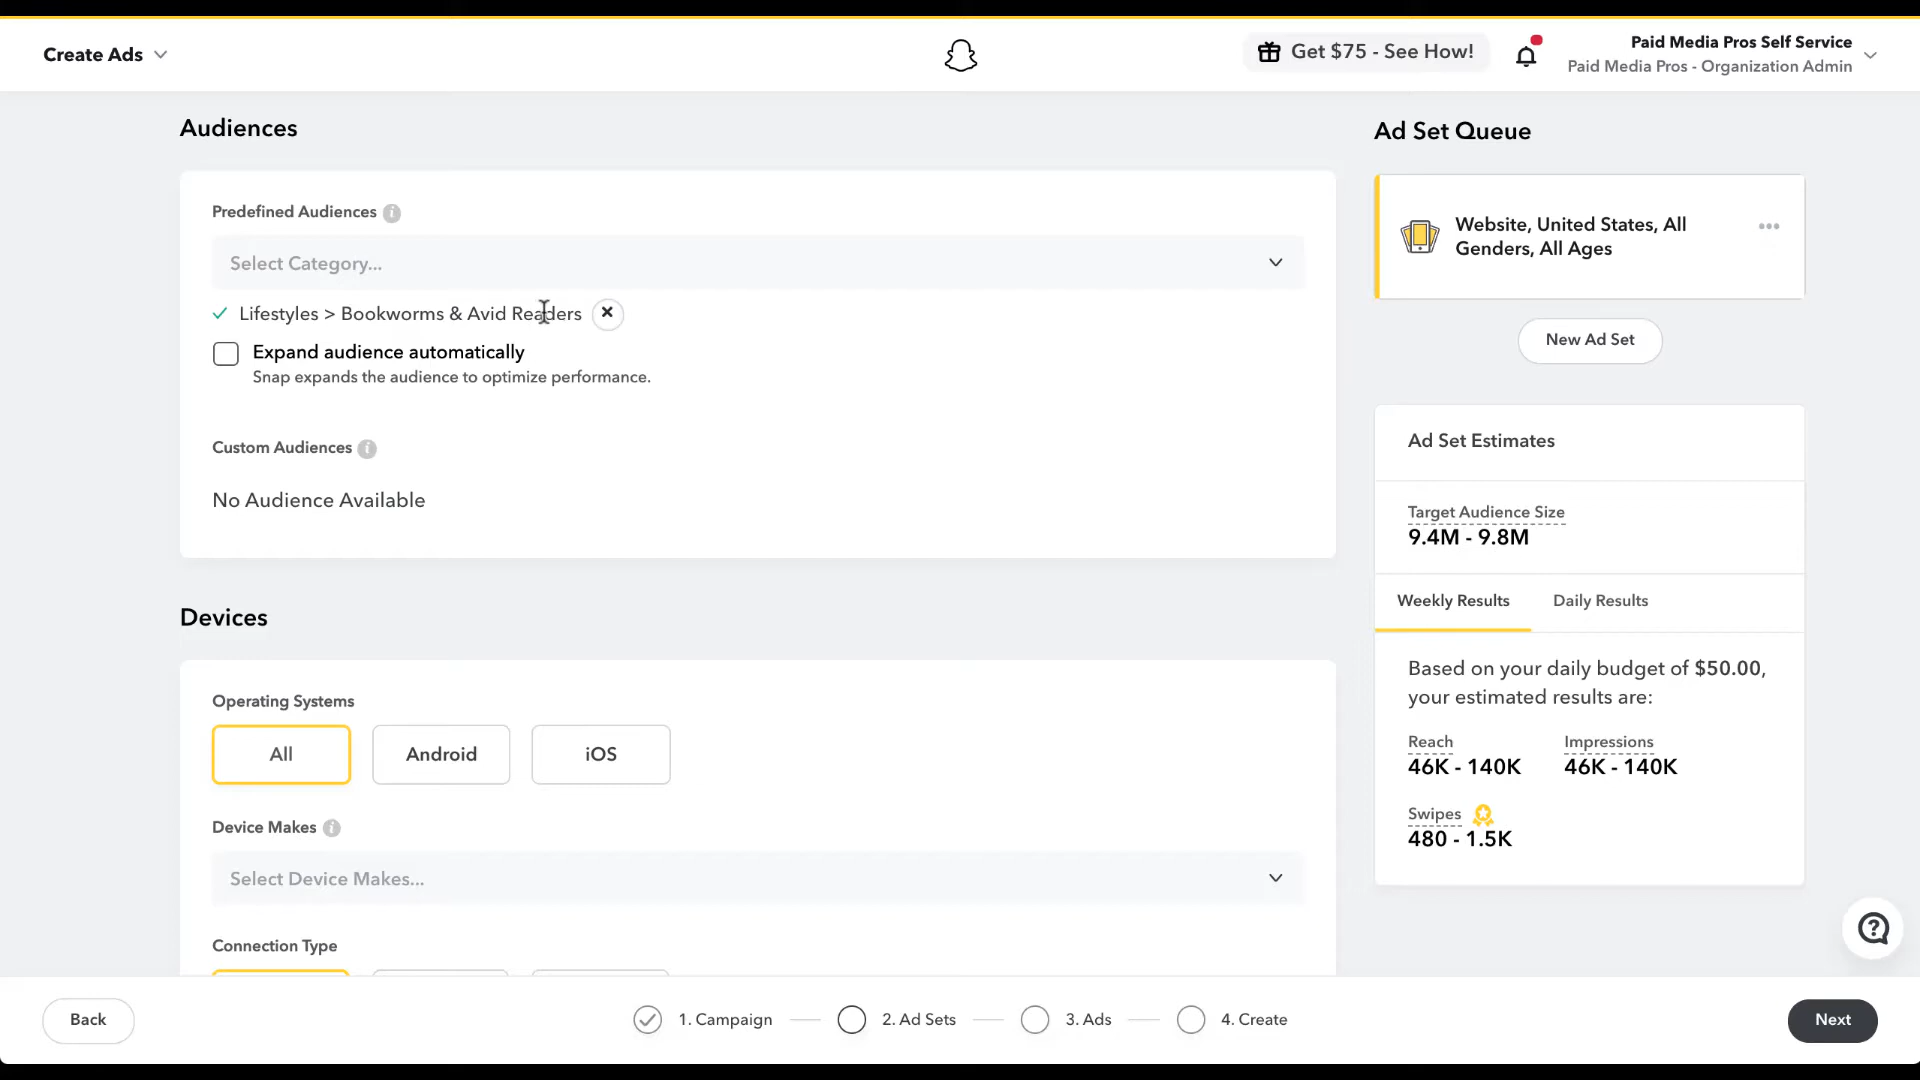 Create Ads
Get $75 - See How!
Paid Media Pros Self Service
Paid Media Pros - Organization Admin
Audiences
Predefined Audiences
Select Category...
Lifestyles > Bookworms & Avid Readers
Expand audience automatically
Snap expands the audience to optimize performance.
Custom Audiences
No Audience Available
Devices
Operating Systems
All
Android
iOS
Device Makes
Select Device Makes...
Connection Type
Ad Set Queue
Website, United States, All
Genders, All Ages
New Ad Set
Ad Set Estimates
Target Audience Size
9.4M - 9.8M
Weekly Results
Daily Results
Based on your daily budget of $50.00,
your estimated results are:
Reach
Impressions
46K - 140K
46K - 140K
Swipes
480 - 1.5K
Back
1. Campaign
2. Ad Sets
3. Ads
4. Create
Next